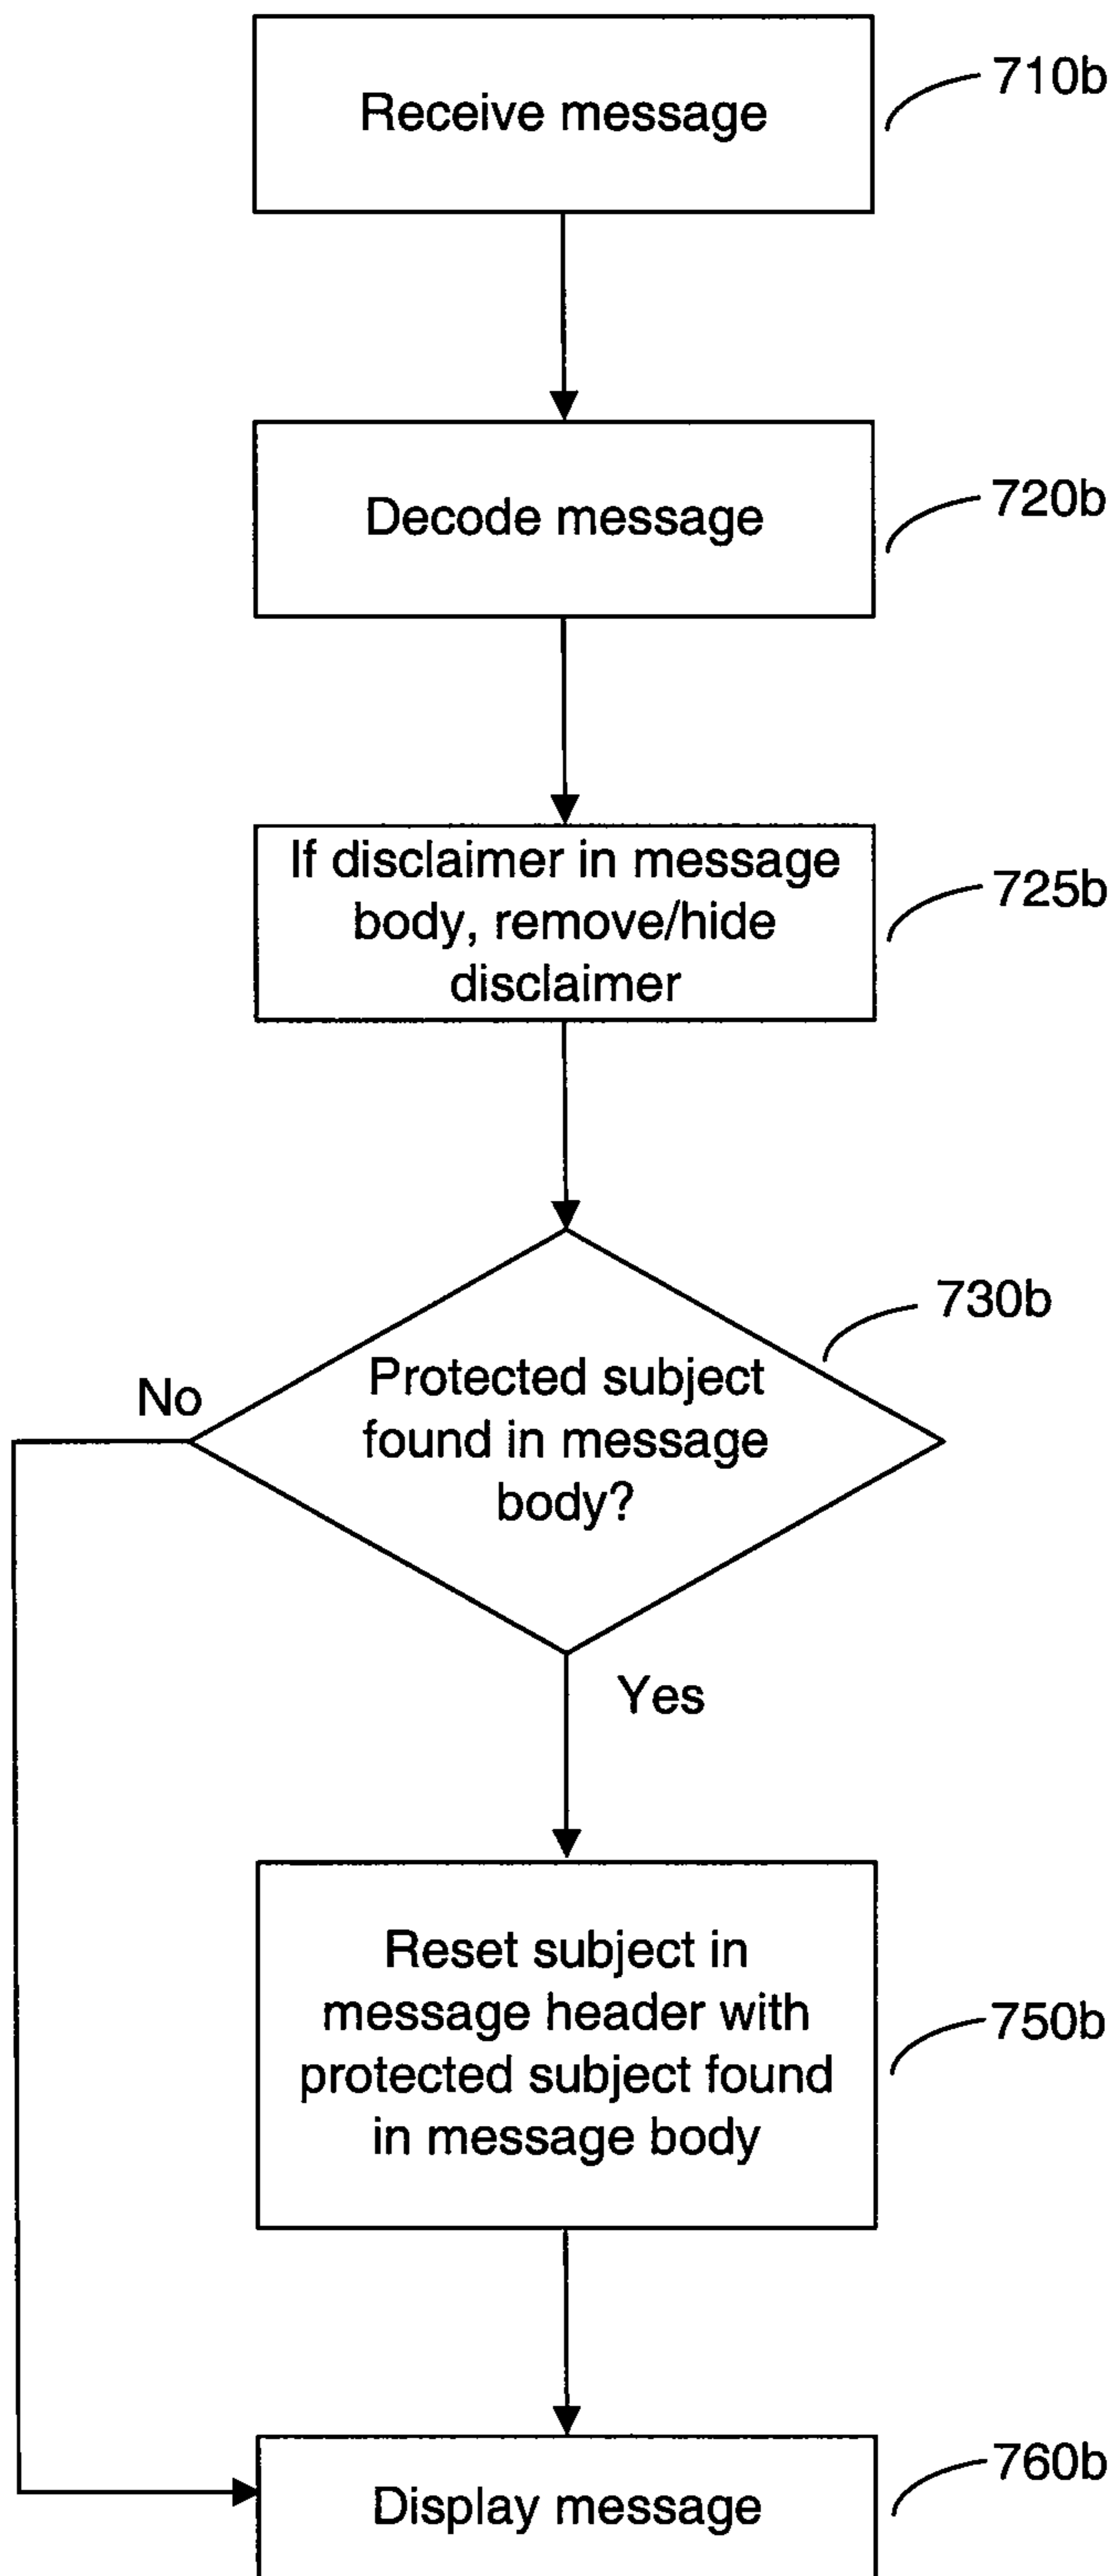 Receive message
710b
Decode message
720b
If disclaimer in message
body, remove/hide
disclaimer
725b
730b
Protected subject
found in message
body?
No
Yes
Reset subject in
message header with
protected subject found
in message body
750b
760b
Display message